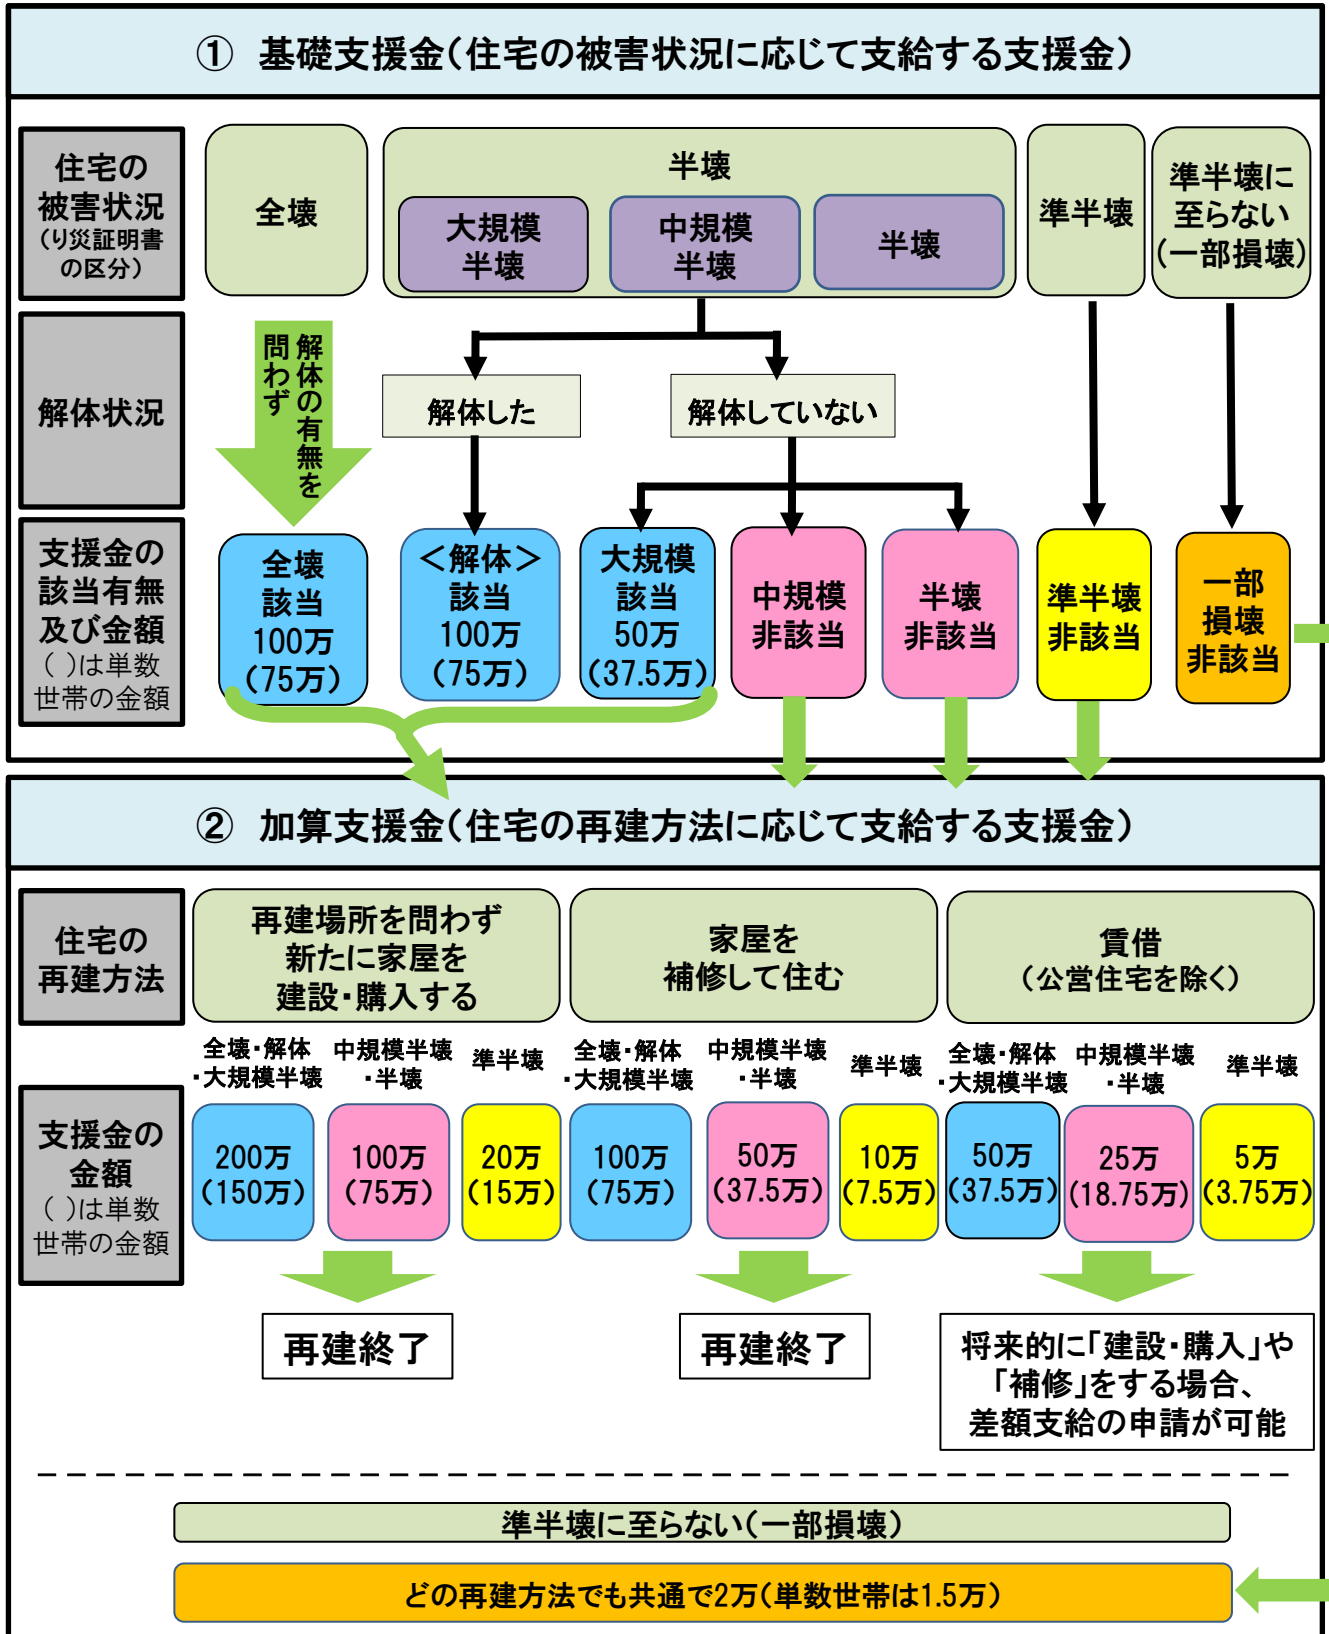 ① 基礎支援金(住宅の被害状況に応じて支給する支援金)
住宅の
被害状況
(り災証明書
の区分)
全壊
半壊
大規模
半壊
中規模
半壊
半壊
準半壊
準半壊に
至らない
(一部損壊)
解体状況
解体の有無を
問わず
解体した
解体していない
支援金の
該当有無
及び金額
( )は単数
世帯の金額
全壊
該当
100万
(75万)
<解体>
該当
100万
(75万)
大規模
該当
50万
(37.5万)
中規模
非該当
半壊
非該当
準半壊
非該当
一部
損壊
非該当
② 加算支援金(住宅の再建方法に応じて支給する支援金)
住宅の
再建方法
再建場所を問わず
新たに家屋を
建設・購入する
家屋を
補修して住む
賃借
(公営住宅を除く)
支援金の
金額
( )は単数
世帯の金額
全壊・解体
・大規模半壊
200万
(150万)
中規模半壊
・半壊
100万
(75万)
準半壊
20万
(15万)
全壊・解体
・大規模半壊
100万
(75万)
中規模半壊
・半壊
50万
(37.5万)
準半壊
10万
(7.5万)
全壊・解体
・大規模半壊
50万
(37.5万)
中規模半壊
・半壊
25万
(18.75万)
準半壊
5万
(3.75万)
再建終了
再建終了
将来的に「建設・購入」や
「補修」をする場合、
差額支給の申請が可能
準半壊に至らない(一部損壊)
どの再建方法でも共通で2万(単数世帯は1.5万)